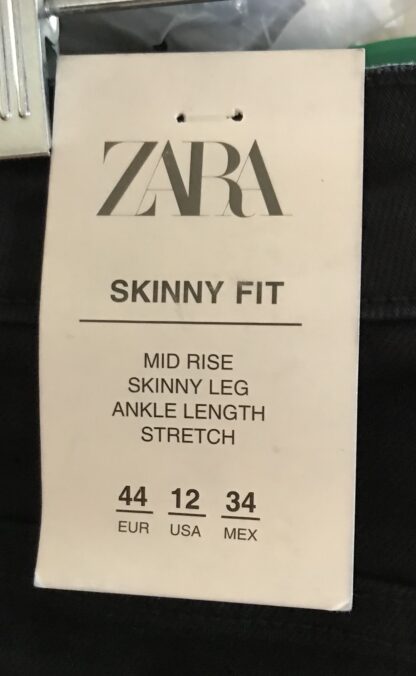 ZARA
SKINNY FIT
MID RISE
SKINNY LEG
ANKLE LENGTH
STRETCH
44 12 34
EUR USA MEX